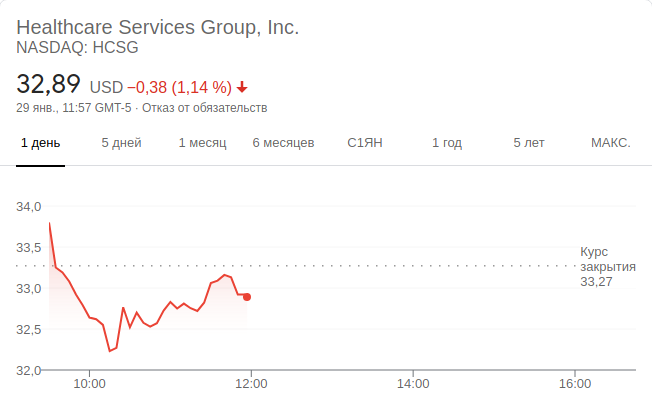 Healthcare Services Group, Inc.
NASDAQ: HCSG
32,89 USD −0,38 (1,14 %)
29 янв., 11:57 GMT-5 · Отказ от обязательств
1 день 5 дней 1 месяц 6 месяцев С1ЯН 1 год 5 лет МАКС.
34,0
33,5
Курс
закрытия
33,27
33,0
32,5
32,0
10:00 12:00 14:00 16:00